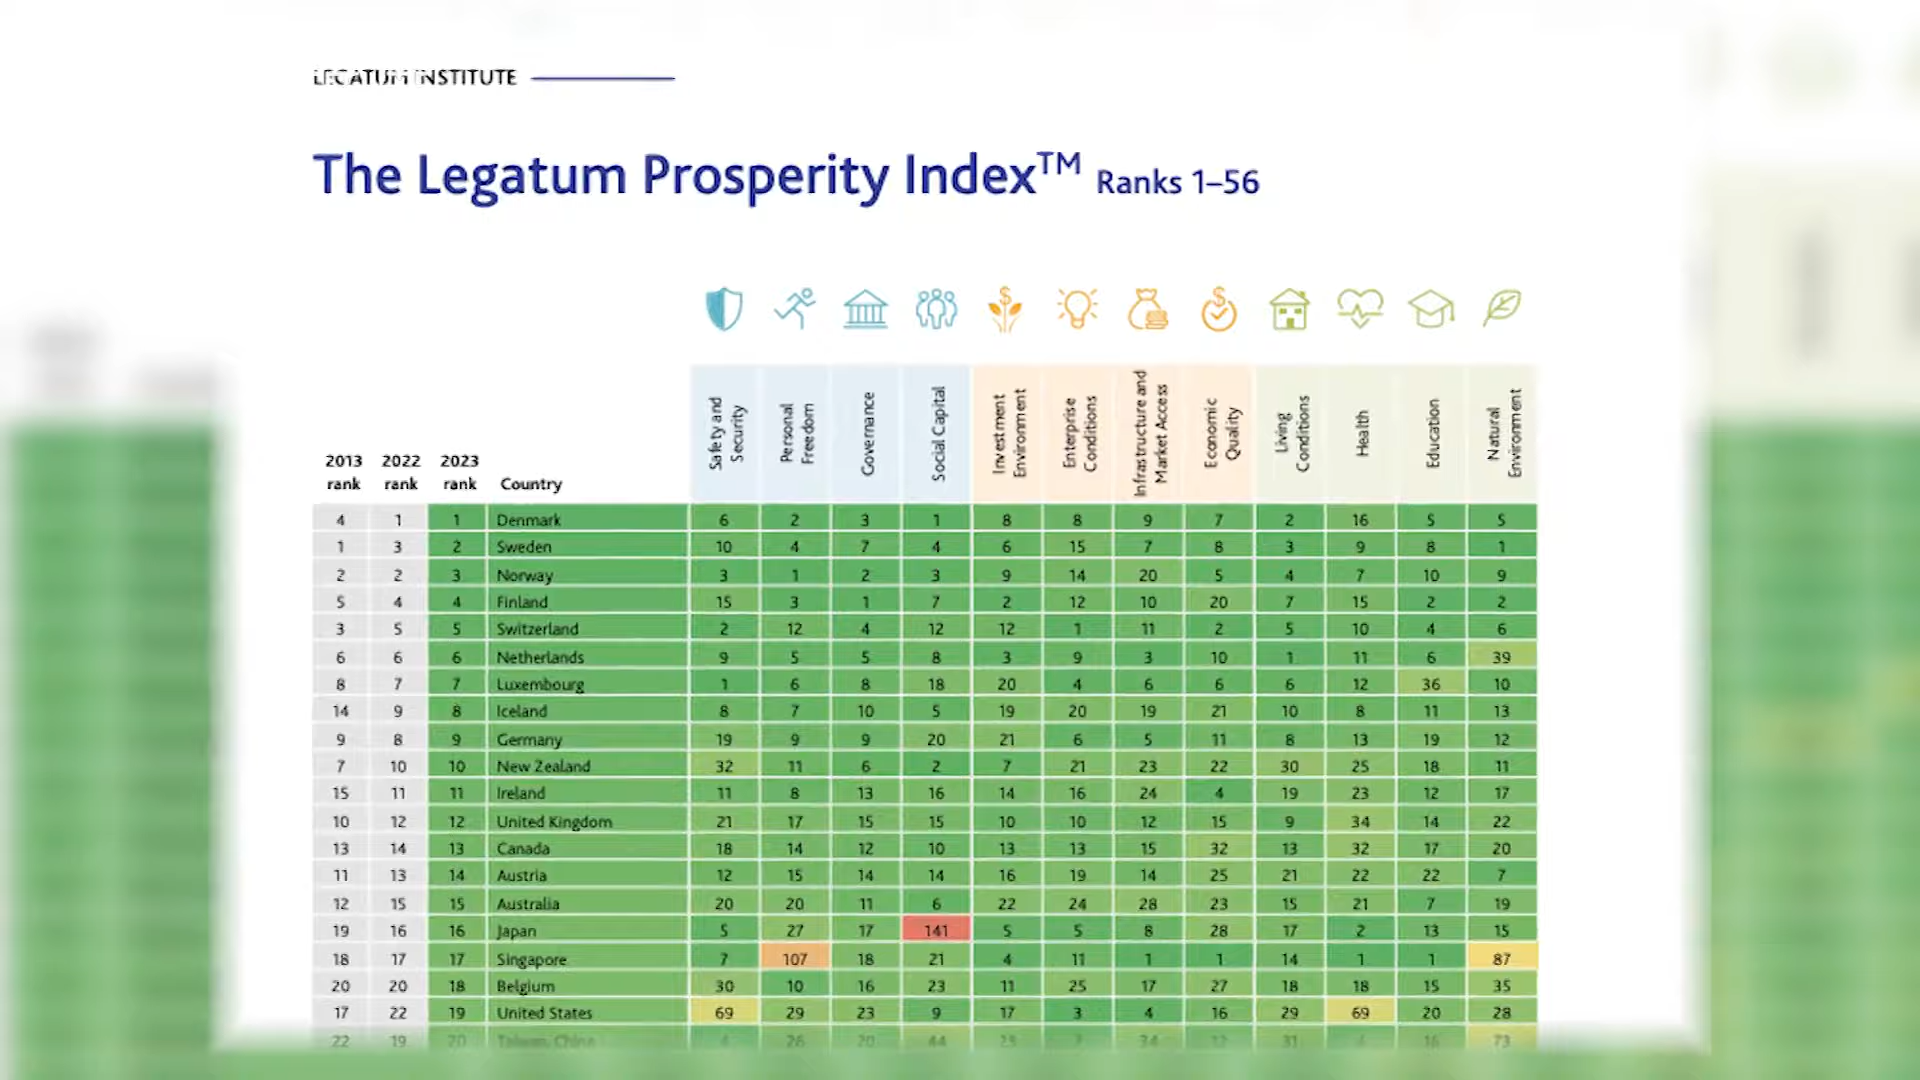 LEGATUM INSTITUTE
The Legatum Prosperity Index™ Ranks 1–56
2013 rank 2022 rank 2023 rank Country Safety and Security Personal Freedom Governance Social Capital Investment Environment Enterprise Conditions Infrastructure and Market Access Economic Quality Living Conditions Health Education Natural Environment
4 1 1 Denmark 6 2 3 1 8 8 9 7 2 16 5 5
1 3 2 Sweden 10 4 7 4 6 15 7 8 3 9 8 1
2 2 3 Norway 3 1 2 3 9 14 20 5 4 7 10 9
5 4 4 Finland 15 3 1 7 2 12 10 20 7 15 2 2
3 5 5 Switzerland 2 12 4 12 12 1 11 2 5 10 4 6
6 6 6 Netherlands 9 5 5 8 3 9 3 10 1 11 6 39
8 7 7 Luxembourg 1 6 8 18 20 4 6 6 6 12 36 10
14 9 8 Iceland 8 7 10 5 19 20 19 21 10 8 11 13
9 8 9 Germany 19 9 9 20 21 6 5 11 8 13 19 12
7 10 10 New Zealand 32 11 6 2 7 21 23 22 30 25 18 11
15 11 11 Ireland 11 8 13 16 14 16 24 4 19 23 12 17
10 12 12 United Kingdom 21 17 15 15 10 10 12 15 9 34 14 22
13 14 13 Canada 18 14 12 10 13 13 15 32 13 32 17 20
11 13 14 Austria 12 15 14 14 16 19 14 25 21 22 22 7
12 15 15 Australia 20 20 11 6 22 24 28 23 15 21 7 19
19 16 16 Japan 5 27 17 141 5 5 8 28 17 2 13 15
18 17 17 Singapore 7 107 18 21 4 11 1 1 14 1 1 87
20 20 18 Belgium 30 10 16 23 11 25 17 27 18 18 15 35
17 22 19 United States 69 29 23 9 17 3 4 16 29 69 20 28
22 19 20 Taiwan, China 26 20 44 73